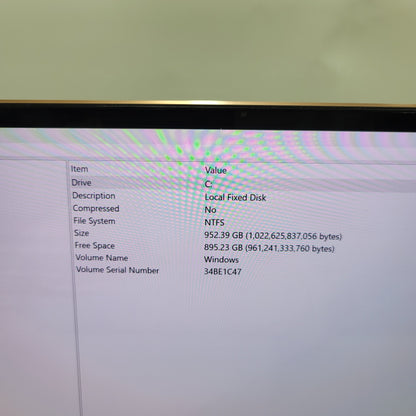 Item Value
Drive C:
Description Local Fixed Disk
Compressed No
File System NTFS
Size 952.39 GB (1,022,625,837,056 bytes)
Free Space 895.23 GB (961,241,333,760 bytes)
Volume Name Windows
Volume Serial Number 34BE1C47